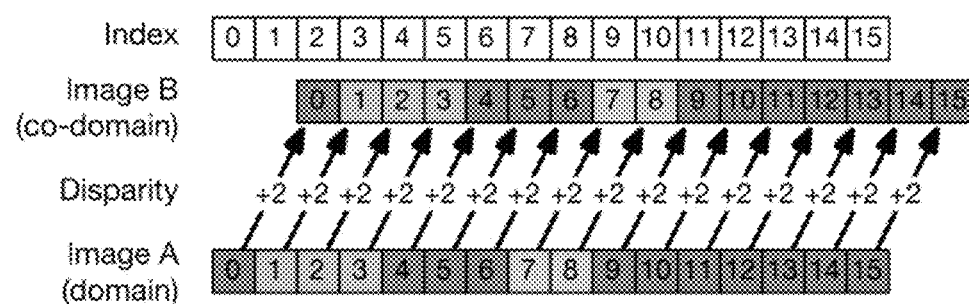 Index 0 1 2 3 4 5 6 7 8 9 10 11 12 13 14 15
Image B
(co-domain) 0 1 2 3 4 5 6 7 8 9 10 11 12 13 14 15
Disparity +2 +2 +2 +2 +2 +2 +2 +2 +2 +2 +2 +2 +2 +2 +2 +2
Image A
(domain) 0 1 2 3 4 5 6 7 8 9 10 11 12 13 14 15